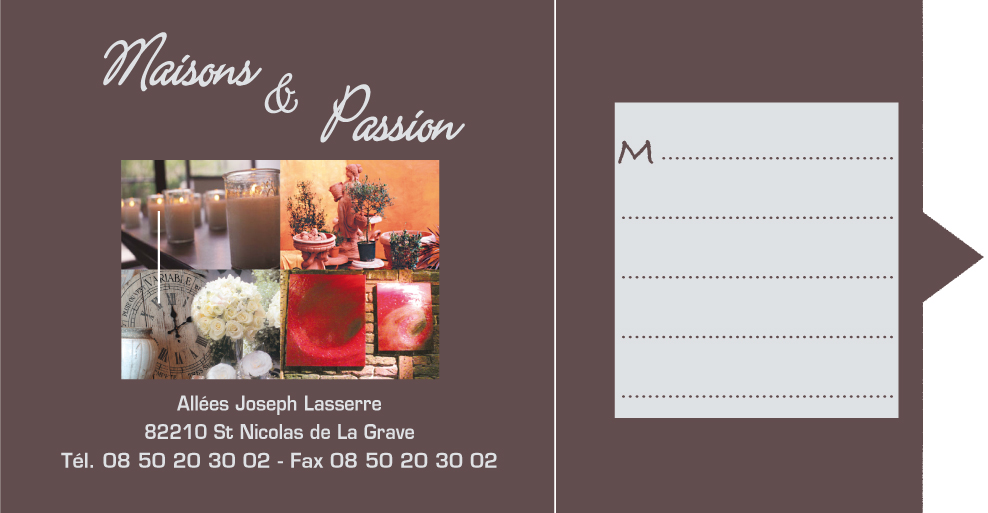 Maisons
& Passion
VARIABLE
Allées Joseph Lasserre
82210 St Nicolas de La Grave
Tél. 08 50 20 30 02 - Fax 08 50 20 30 02
M ........................................